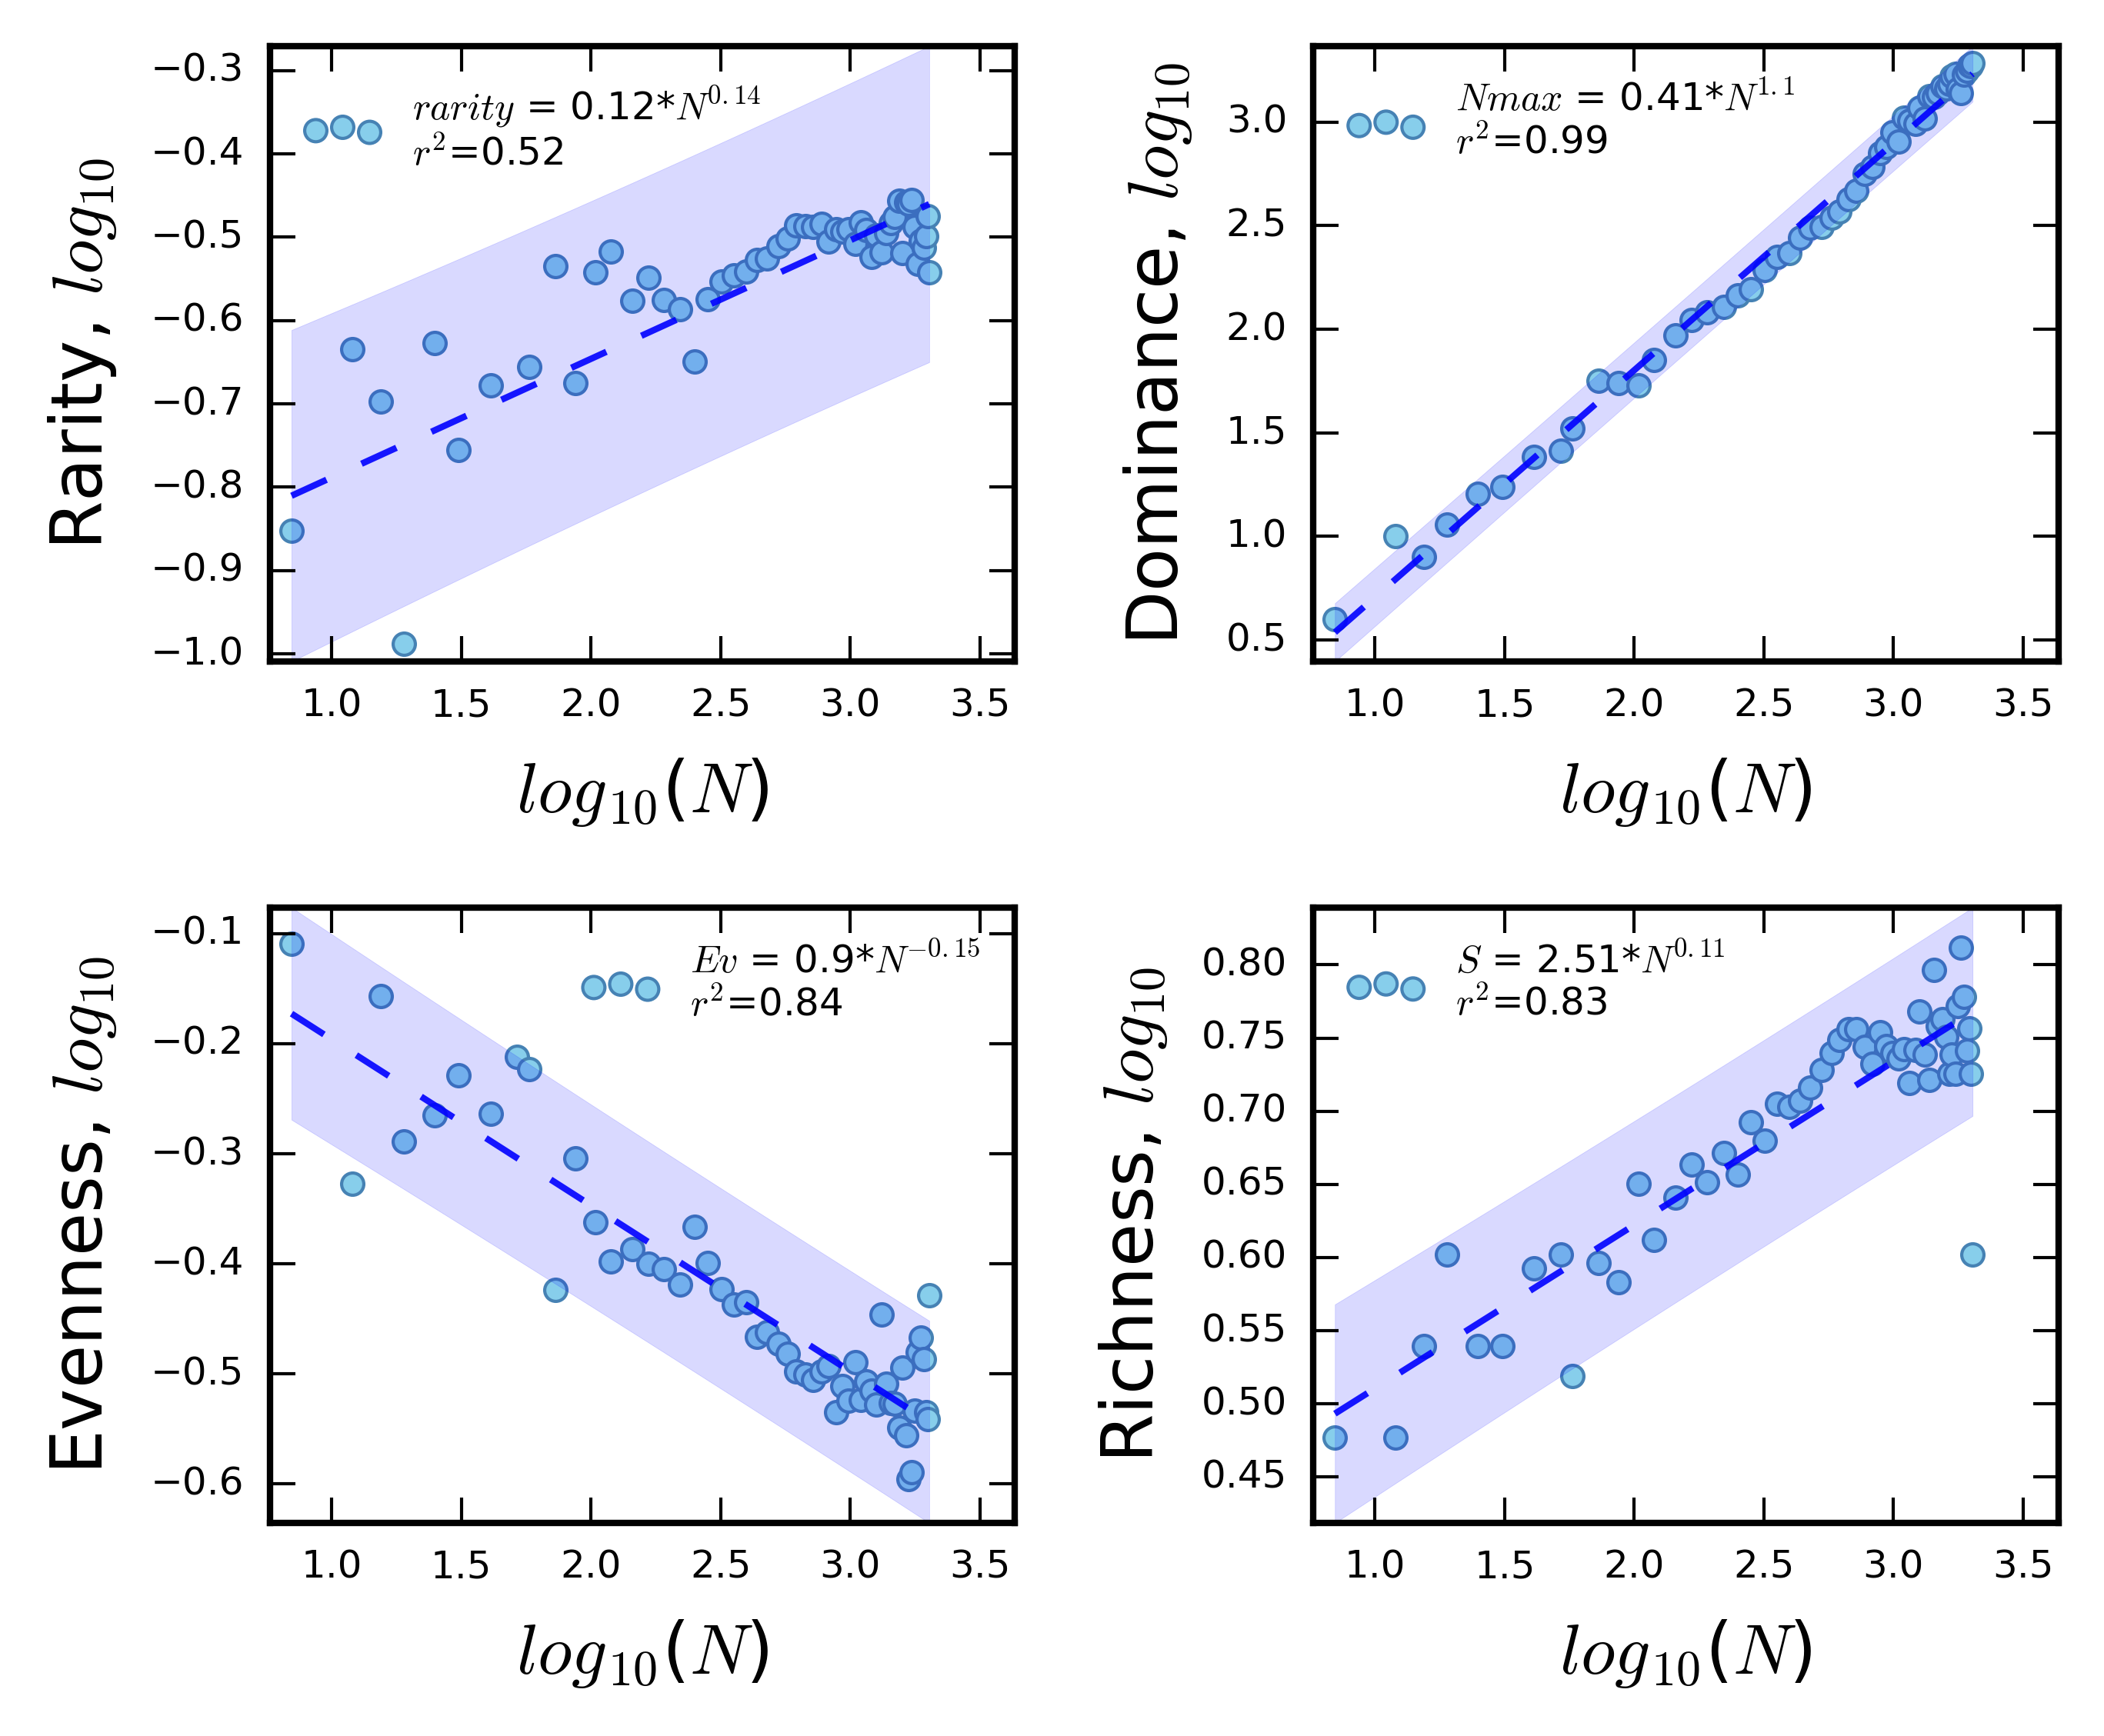 rarity = 0.12*N^0.14
r^2=0.52
−0.3
−0.4
−0.5
−0.6
−0.7
−0.8
−0.9
−1.0
Rarity, log10
1.0 1.5 2.0 2.5 3.0 3.5
log10(N)
Nmax = 0.41*N^1.1
r^2=0.99
3.0
2.5
2.0
1.5
1.0
0.5
Dominance, log10
1.0 1.5 2.0 2.5 3.0 3.5
log10(N)
Ev = 0.9*N^−0.15
r^2=0.84
−0.1
−0.2
−0.3
−0.4
−0.5
−0.6
Evenness, log10
1.0 1.5 2.0 2.5 3.0 3.5
log10(N)
S = 2.51*N^0.11
r^2=0.83
0.80
0.75
0.70
0.65
0.60
0.55
0.50
0.45
Richness, log10
1.0 1.5 2.0 2.5 3.0 3.5
log10(N)